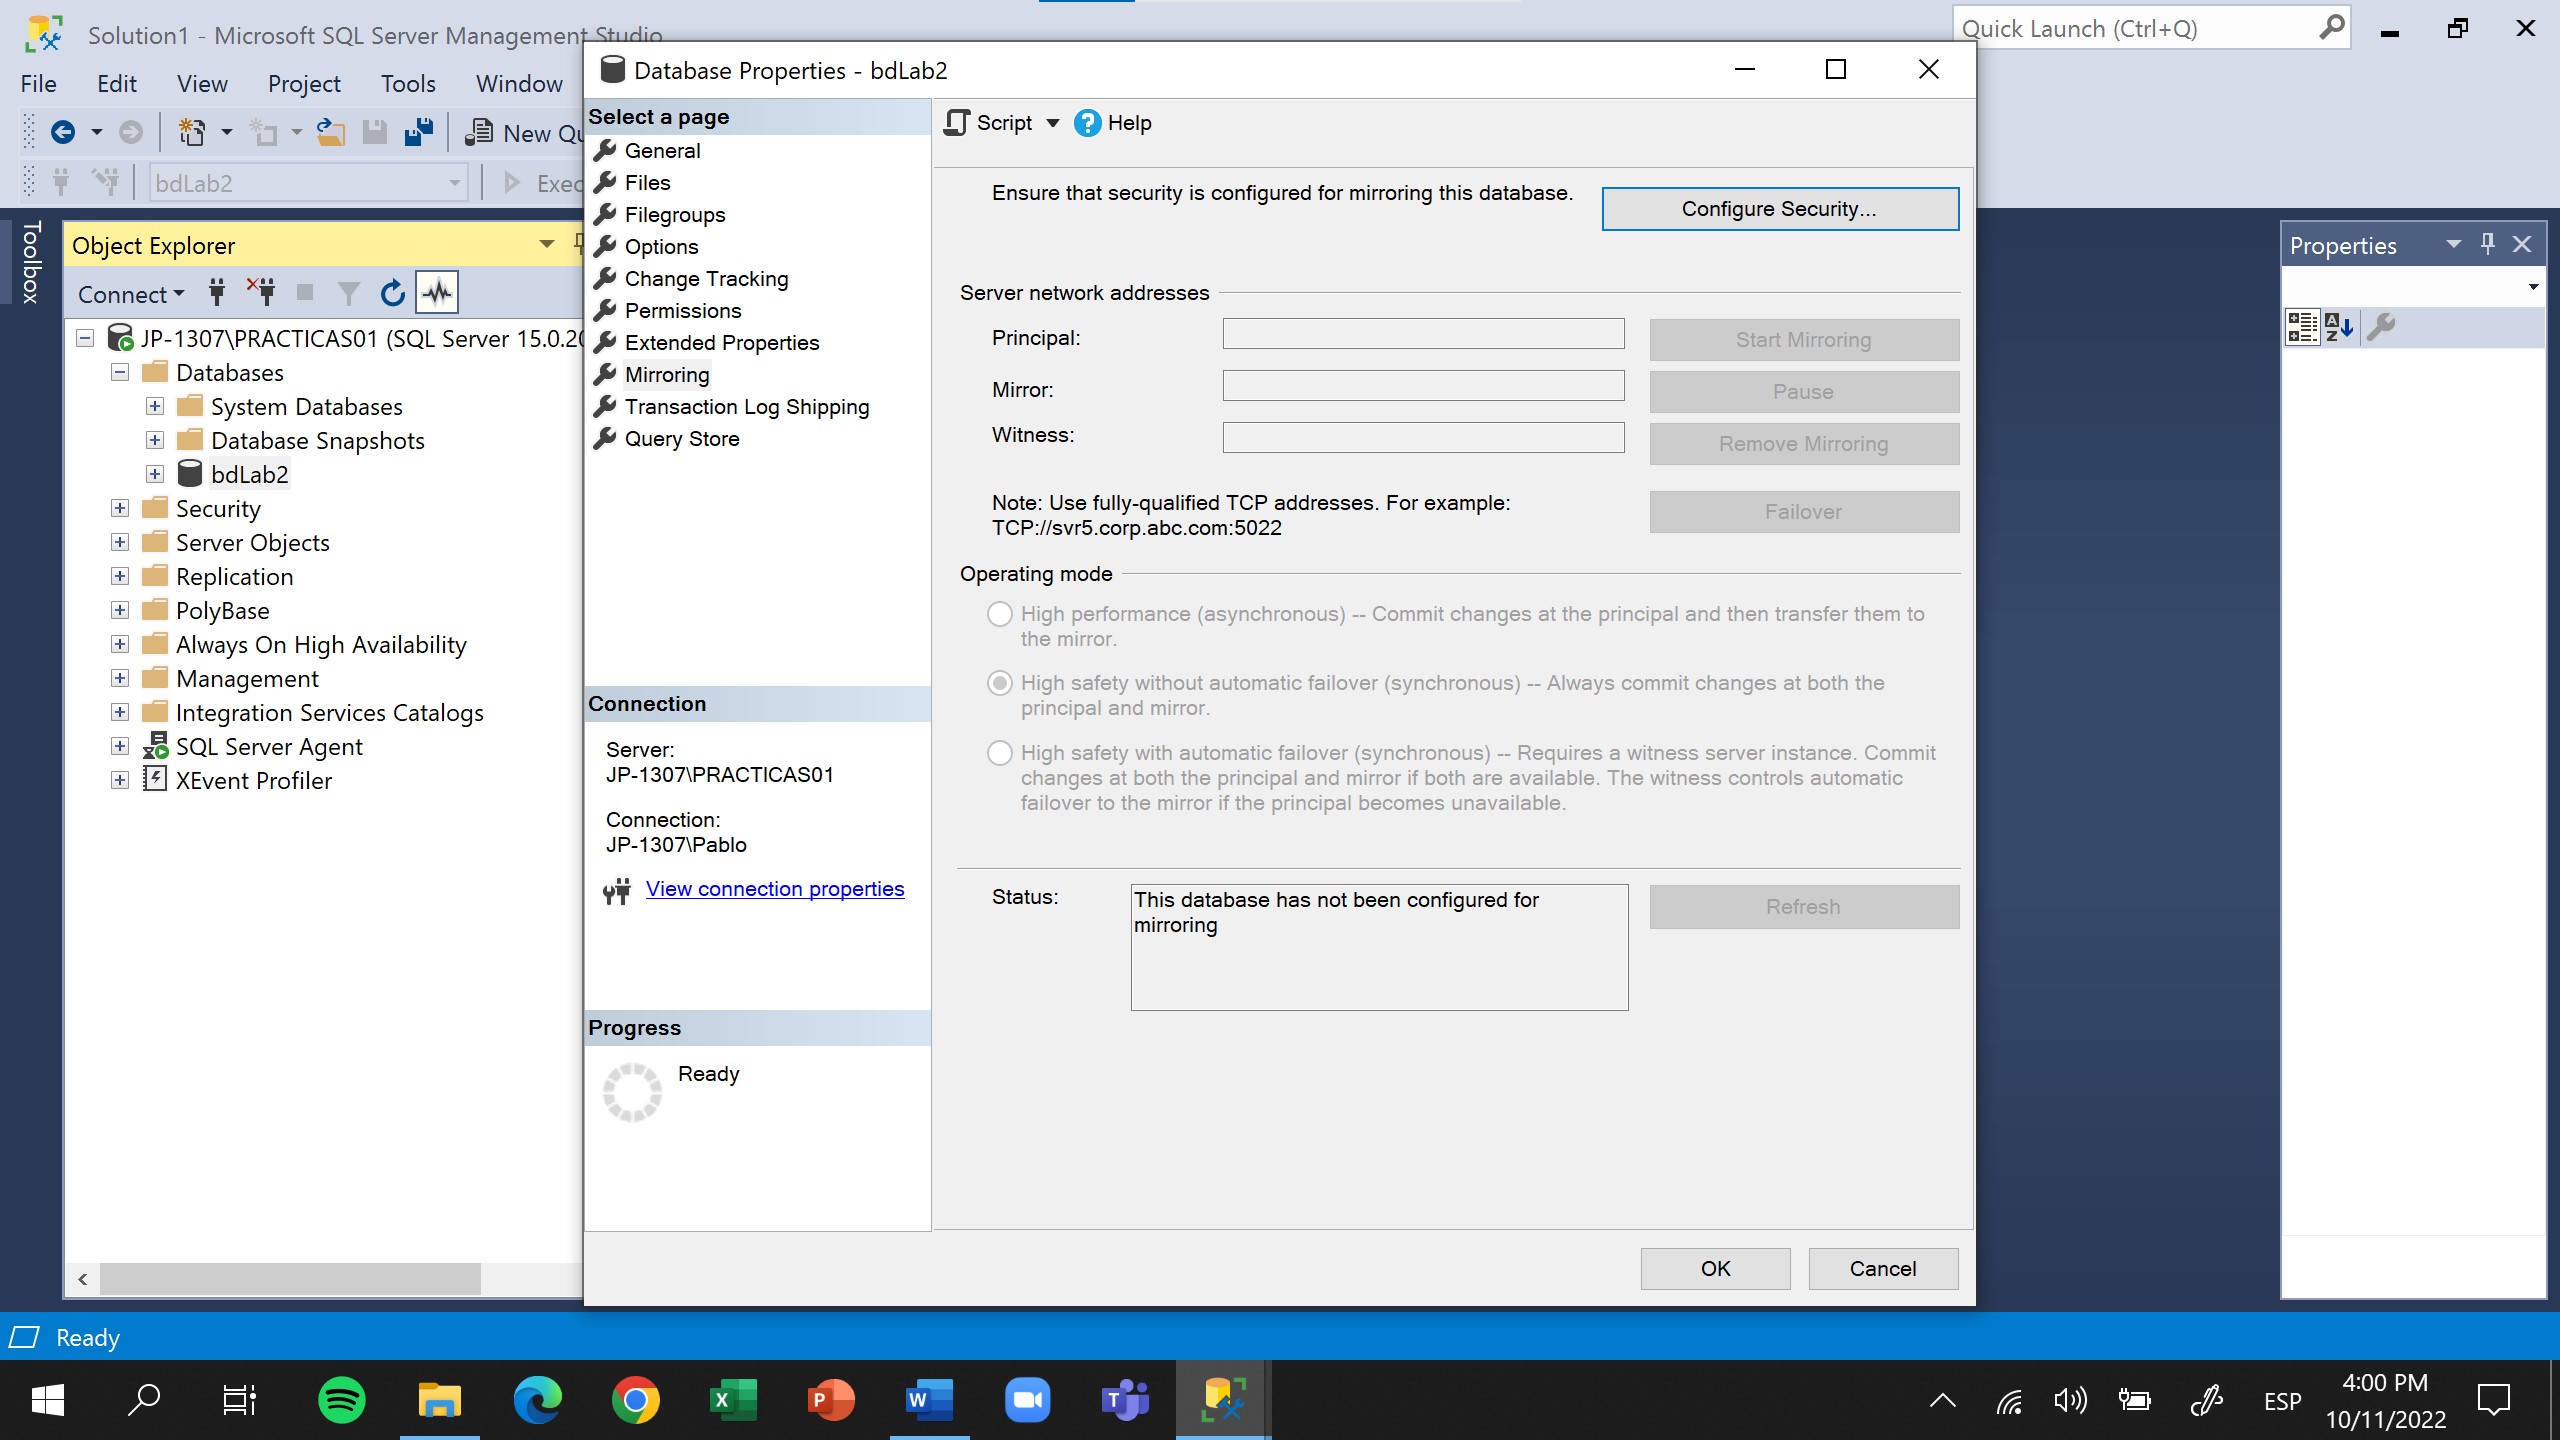 Solution1 - Microsoft SQL Server Management Studio
Quick Launch (Ctrl+Q)
File Edit View Project Tools Window
New Qu
bdLab2
Exec
Toolbox
Object Explorer
Connect
JP-1307\PRACTICAS01 (SQL Server 15.0.20
Databases
System Databases
Database Snapshots
bdLab2
Security
Server Objects
Replication
PolyBase
Always On High Availability
Management
Integration Services Catalogs
SQL Server Agent
XEvent Profiler
Database Properties - bdLab2
Select a page
General
Files
Filegroups
Options
Change Tracking
Permissions
Extended Properties
Mirroring
Transaction Log Shipping
Query Store
Connection
Server:
JP-1307\PRACTICAS01
Connection:
JP-1307\Pablo
View connection properties
Progress
Ready
Script Help
Ensure that security is configured for mirroring this database.
Configure Security...
Server network addresses
Principal:
Start Mirroring
Mirror:
Pause
Witness:
Remove Mirroring
Note: Use fully-qualified TCP addresses. For example:
TCP://svr5.corp.abc.com:5022
Failover
Operating mode
High performance (asynchronous) -- Commit changes at the principal and then transfer them to
the mirror.
High safety without automatic failover (synchronous) -- Always commit changes at both the
principal and mirror.
High safety with automatic failover (synchronous) -- Requires a witness server instance. Commit
changes at both the principal and mirror if both are available. The witness controls automatic
failover to the mirror if the principal becomes unavailable.
Status:
This database has not been configured for
mirroring
Refresh
OK
Cancel
Properties
Ready
ESP
4:00 PM
10/11/2022